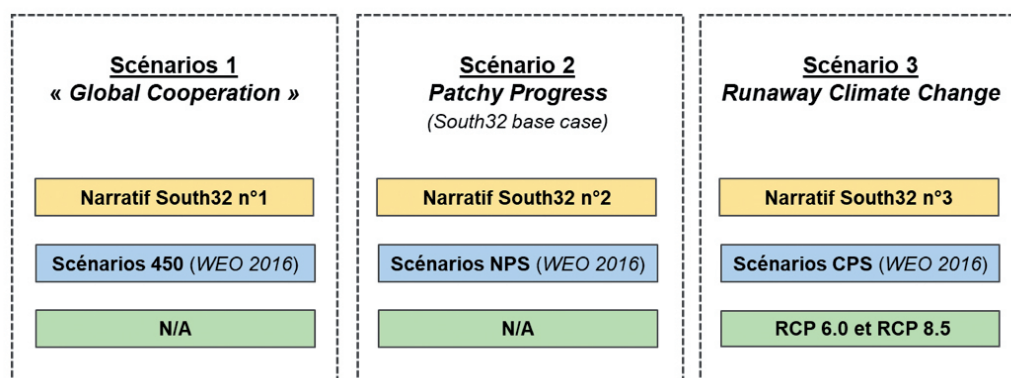 Scénarios 1
« Global Cooperation »
Narratif South32 n°1
Scénarios 450 (WEO 2016)
N/A
Scénario 2
Patchy Progress
(South32 base case)
Narratif South32 n°2
Scénarios NPS (WEO 2016)
N/A
Scénario 3
Runaway Climate Change
Narratif South32 n°3
Scénarios CPS (WEO 2016)
RCP 6.0 et RCP 8.5